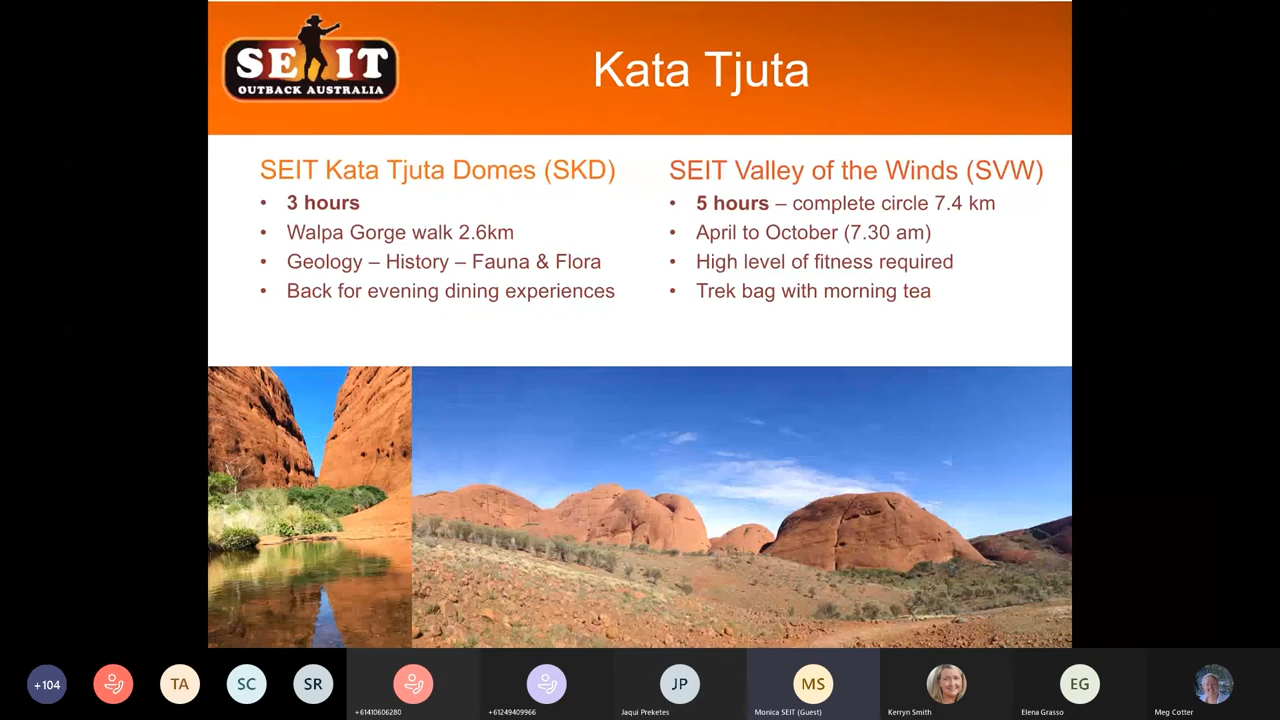 SEIT
OUTBACK AUSTRALIA
Kata Tjuta
SEIT Kata Tjuta Domes (SKD)
• 3 hours
• Walpa Gorge walk 2.6km
• Geology – History – Fauna & Flora
• Back for evening dining experiences
SEIT Valley of the Winds (SVW)
• 5 hours – complete circle 7.4 km
• April to October (7.30 am)
• High level of fitness required
• Trek bag with morning tea
+104
TA
SC
SR
+61410606280
+61249409966
JP
Jaqui Preketes
MS
Monica SEIT (Guest)
Kerryn Smith
EG
Elena Grasso
Meg Cotter